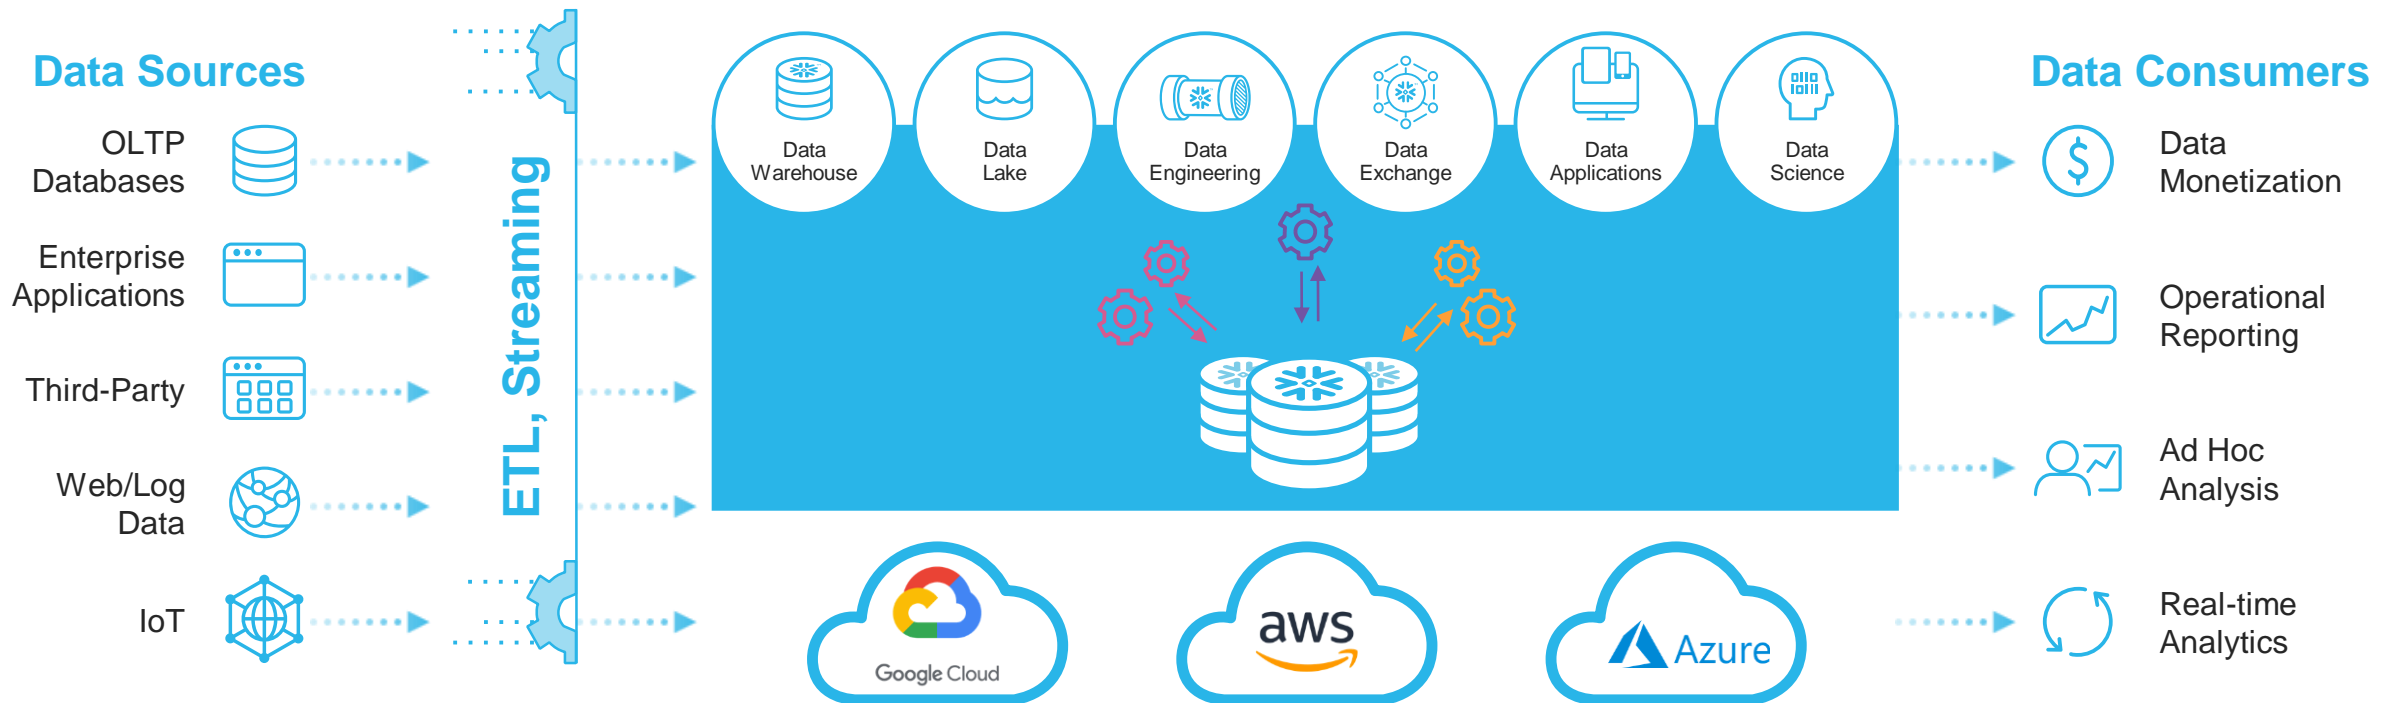 Data Sources
OLTP
Databases
Enterprise
Applications
Third-Party
Web/Log
Data
IoT
ETL, Streaming
Data
Warehouse
Data
Lake
Data
Engineering
Data
Exchange
Data
Applications
Data
Science
Google Cloud
aws
Azure
Data Consumers
Data
Monetization
Operational
Reporting
Ad Hoc
Analysis
Real-time
Analytics